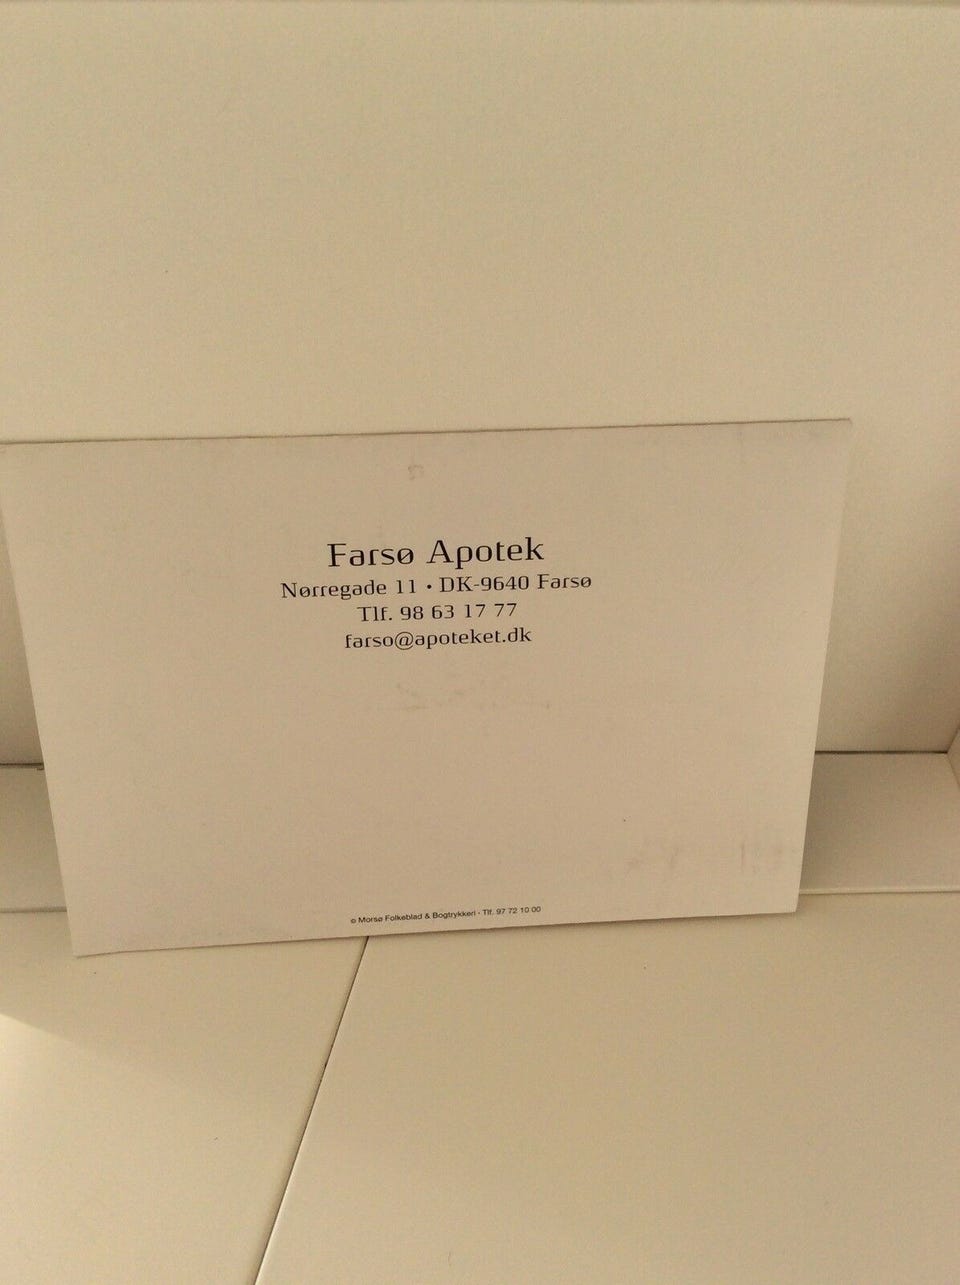 Farsø Apotek
Nørregade 11 • DK-9640 Farsø
Tlf. 98 63 17 77
farso@apoteket.dk
© Morsø Folkeblad & Bogtrykkeri - Tlf. 97 72 10 00